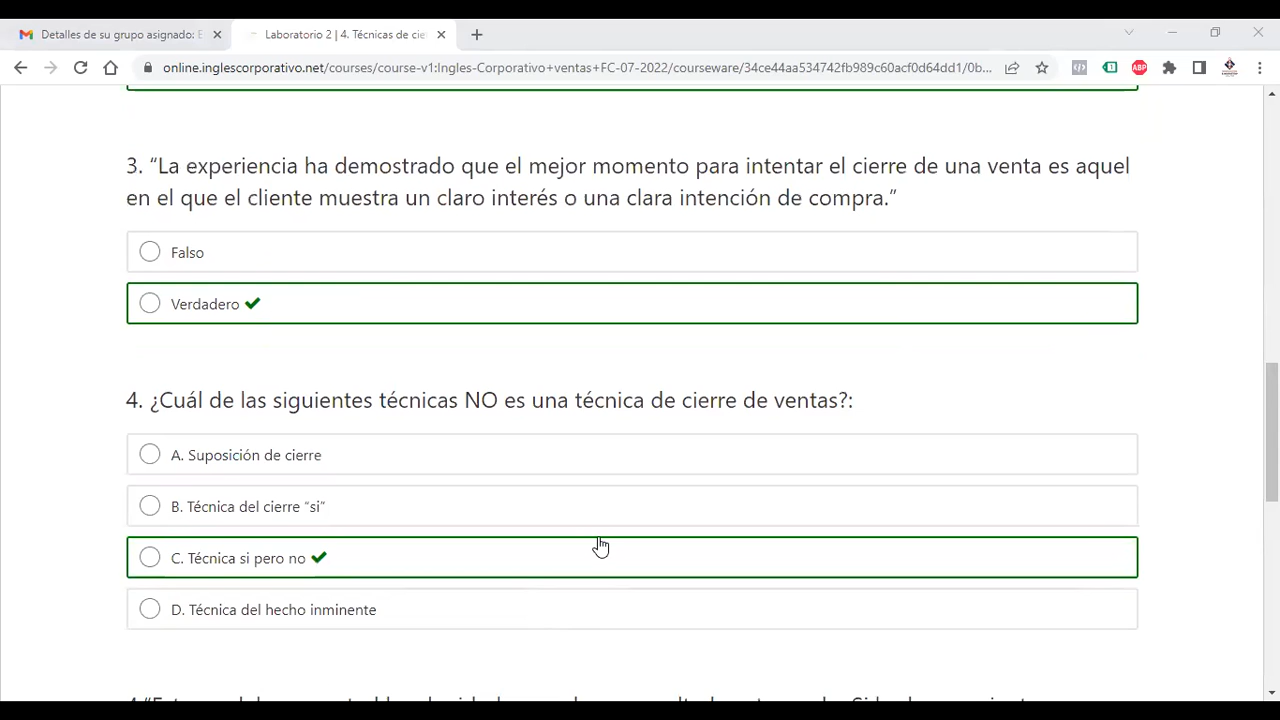 Detalles de su grupo asignado: E
Laboratorio 2 | 4. Técnicas de cie
online.inglescorporativo.net/courses/course-v1:Ingles-Corporativo+ventas+FC-07-2022/courseware/34ce44aa534742fb989c60acf0d64dd1/0b...
ABP
3. “La experiencia ha demostrado que el mejor momento para intentar el cierre de una venta es aquel
en el que el cliente muestra un claro interés o una clara intención de compra.”
Falso
Verdadero
4. ¿Cuál de las siguientes técnicas NO es una técnica de cierre de ventas?:
A. Suposición de cierre
B. Técnica del cierre “si”
C. Técnica si pero no
D. Técnica del hecho inminente